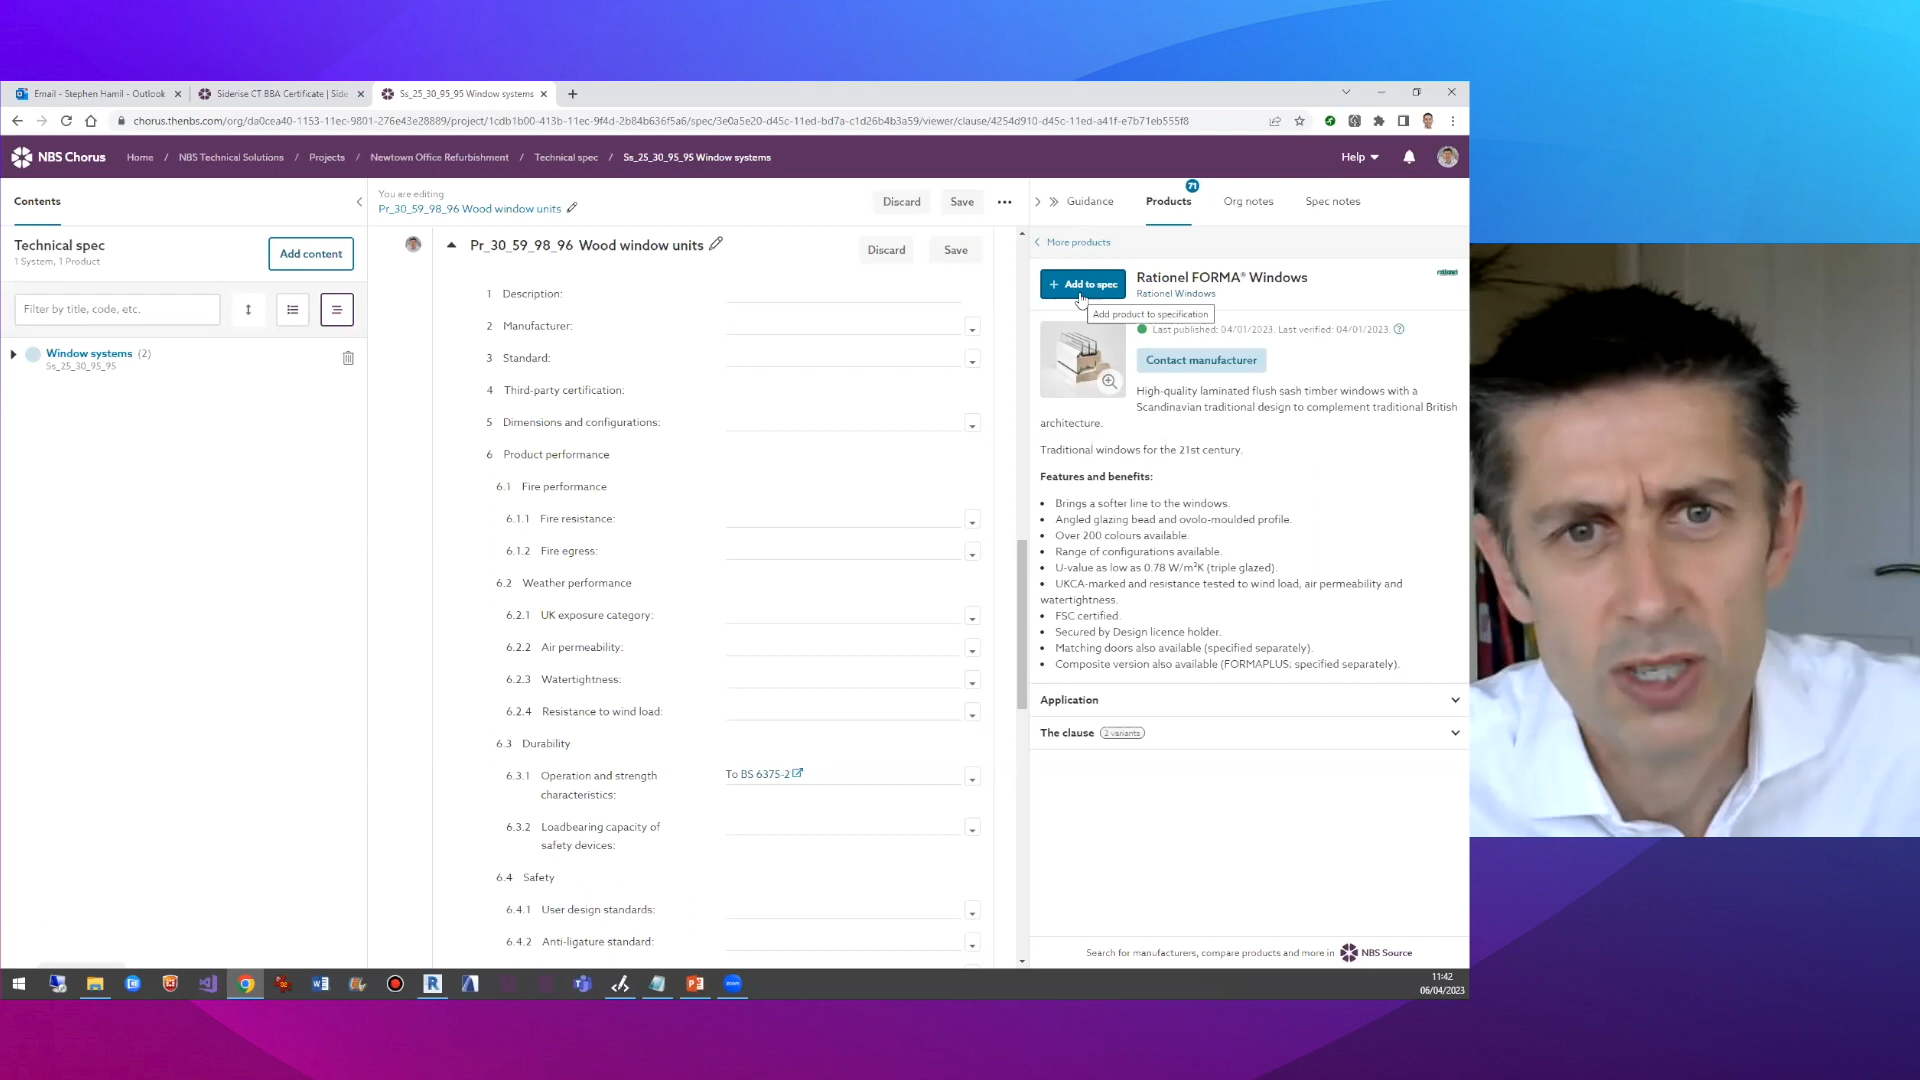 Email - Stephen Hamil - Outlook
Siderise CT BBA Certificate | Side
Ss_25_30_95_95 Window systems
chorus.thenbs.com/org/da0cea40-1153-11ec-9801-276e43e28889/project/1cdb1b00-413b-11ec-9f4d-2b84b636f5a6/spec/3e0a5e20-d45c-11ed-bd7a-c1d26b4b3a59/viewer/clause/4254d910-d45c-11ed-a41f-e7b71eb555f8
NBS Chorus
Home / NBS Technical Solutions / Projects / Newtown Office Refurbishment / Technical spec / Ss_25_30_95_95 Window systems
Help
Contents
Technical spec
1 System, 1 Product
Add content
Filter by title, code, etc.
Window systems (2)
Ss_25_30_95_95
You are editing
Pr_30_59_98_96 Wood window units
Discard
Save
Pr_30_59_98_96 Wood window units
Discard
Save
1 Description:
2 Manufacturer:
3 Standard:
4 Third-party certification:
5 Dimensions and configurations:
6 Product performance
6.1 Fire performance
6.1.1 Fire resistance:
6.1.2 Fire egress:
6.2 Weather performance
6.2.1 UK exposure category:
6.2.2 Air permeability:
6.2.3 Watertightness:
6.2.4 Resistance to wind load:
6.3 Durability
6.3.1 Operation and strength
characteristics:
To BS 6375-2
6.3.2 Loadbearing capacity of
safety devices:
6.4 Safety
6.4.1 User design standards:
6.4.2 Anti-ligature standard:
Guidance
71
Products
Org notes
Spec notes
More products
+ Add to spec
Rationel FORMA® Windows
Rationel Windows
rationel
Add product to specification
Last published: 04/01/2023. Last verified: 04/01/2023.
Contact manufacturer
High-quality laminated flush sash timber windows with a
Scandinavian traditional design to complement traditional British
architecture.
Traditional windows for the 21st century.
Features and benefits:
• Brings a softer line to the windows.
• Angled glazing bead and ovolo-moulded profile.
• Over 200 colours available.
• Range of configurations available.
• U-value as low as 0.78 W/m²K (triple glazed).
• UKCA-marked and resistance tested to wind load, air permeability and
watertightness.
• FSC certified.
• Secured by Design licence holder.
• Matching doors also available (specified separately).
• Composite version also available (FORMAPLUS; specified separately).
Application
The clause 2 variants
Search for manufacturers, compare products and more in NBS Source
11:42
06/04/2023